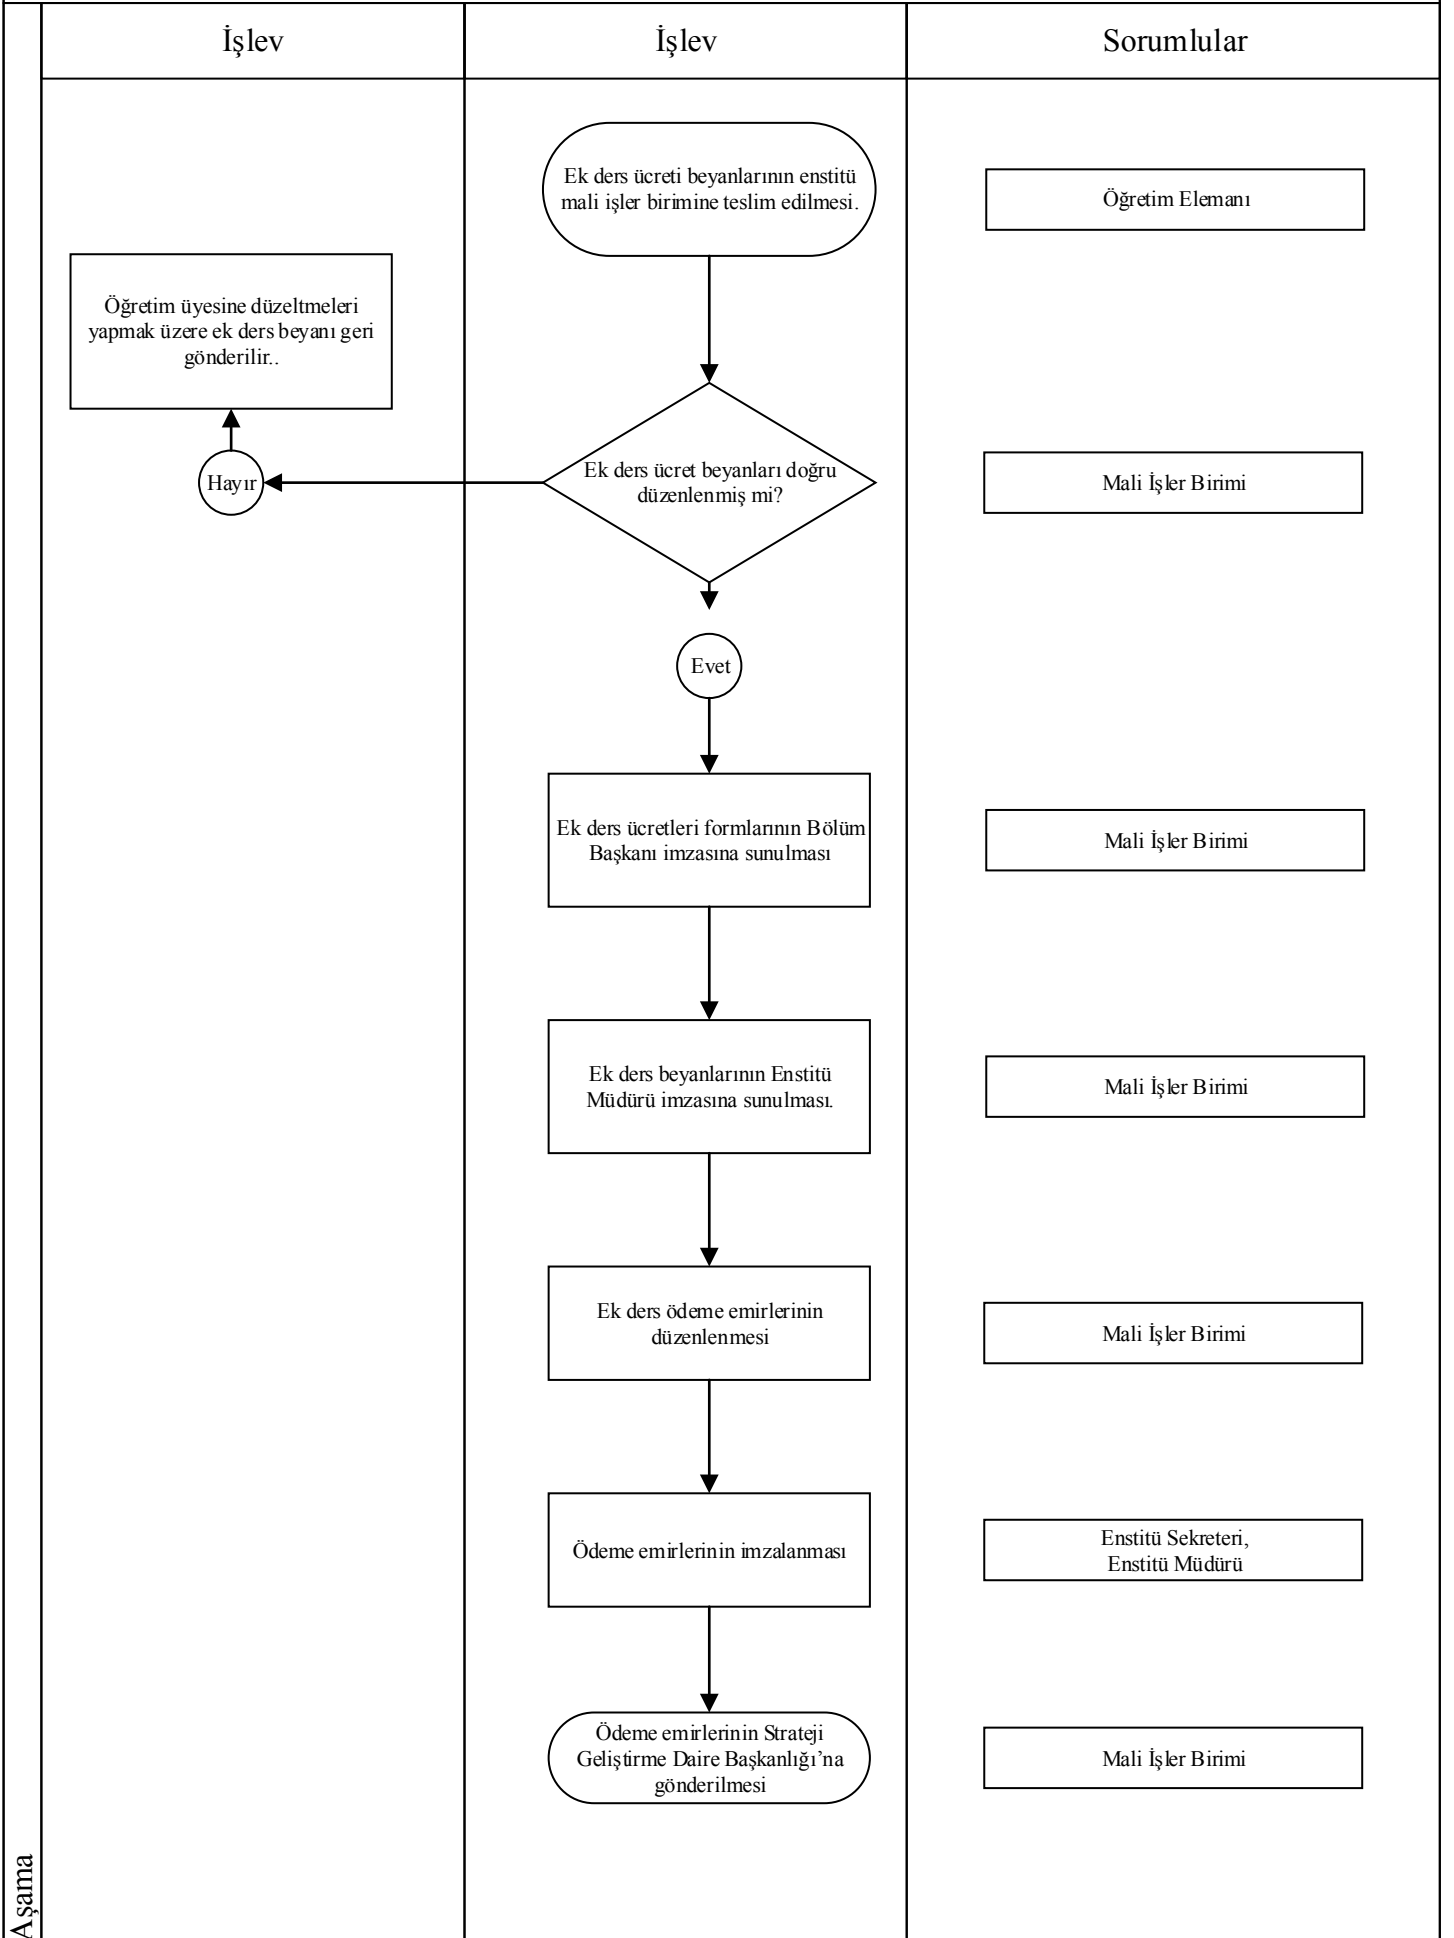 İşlev
İşlev
Sorumlular
Ek ders ücreti beyanlarının enstitü
mali işler birimine teslim edilmesi.
Öğretim Elemanı
Öğretim üyesine düzeltmeleri
yapmak üzere ek ders beyanı geri
gönderilir..
Hayır
Ek ders ücret beyanları doğru
düzenlenmiş mi?
Mali İşler Birimi
Evet
Ek ders ücretleri formlarının Bölüm
Başkanı imzasına sunulması
Mali İşler Birimi
Ek ders beyanlarının Enstitü
Müdürü imzasına sunulması.
Mali İşler Birimi
Ek ders ödeme emirlerinin
düzenlenmesi
Mali İşler Birimi
Ödeme emirlerinin imzalanması
Enstitü Sekreteri,
Enstitü Müdürü
Ödeme emirlerinin Strateji
Geliştirme Daire Başkanlığı’na
gönderilmesi
Mali İşler Birimi
Aşama